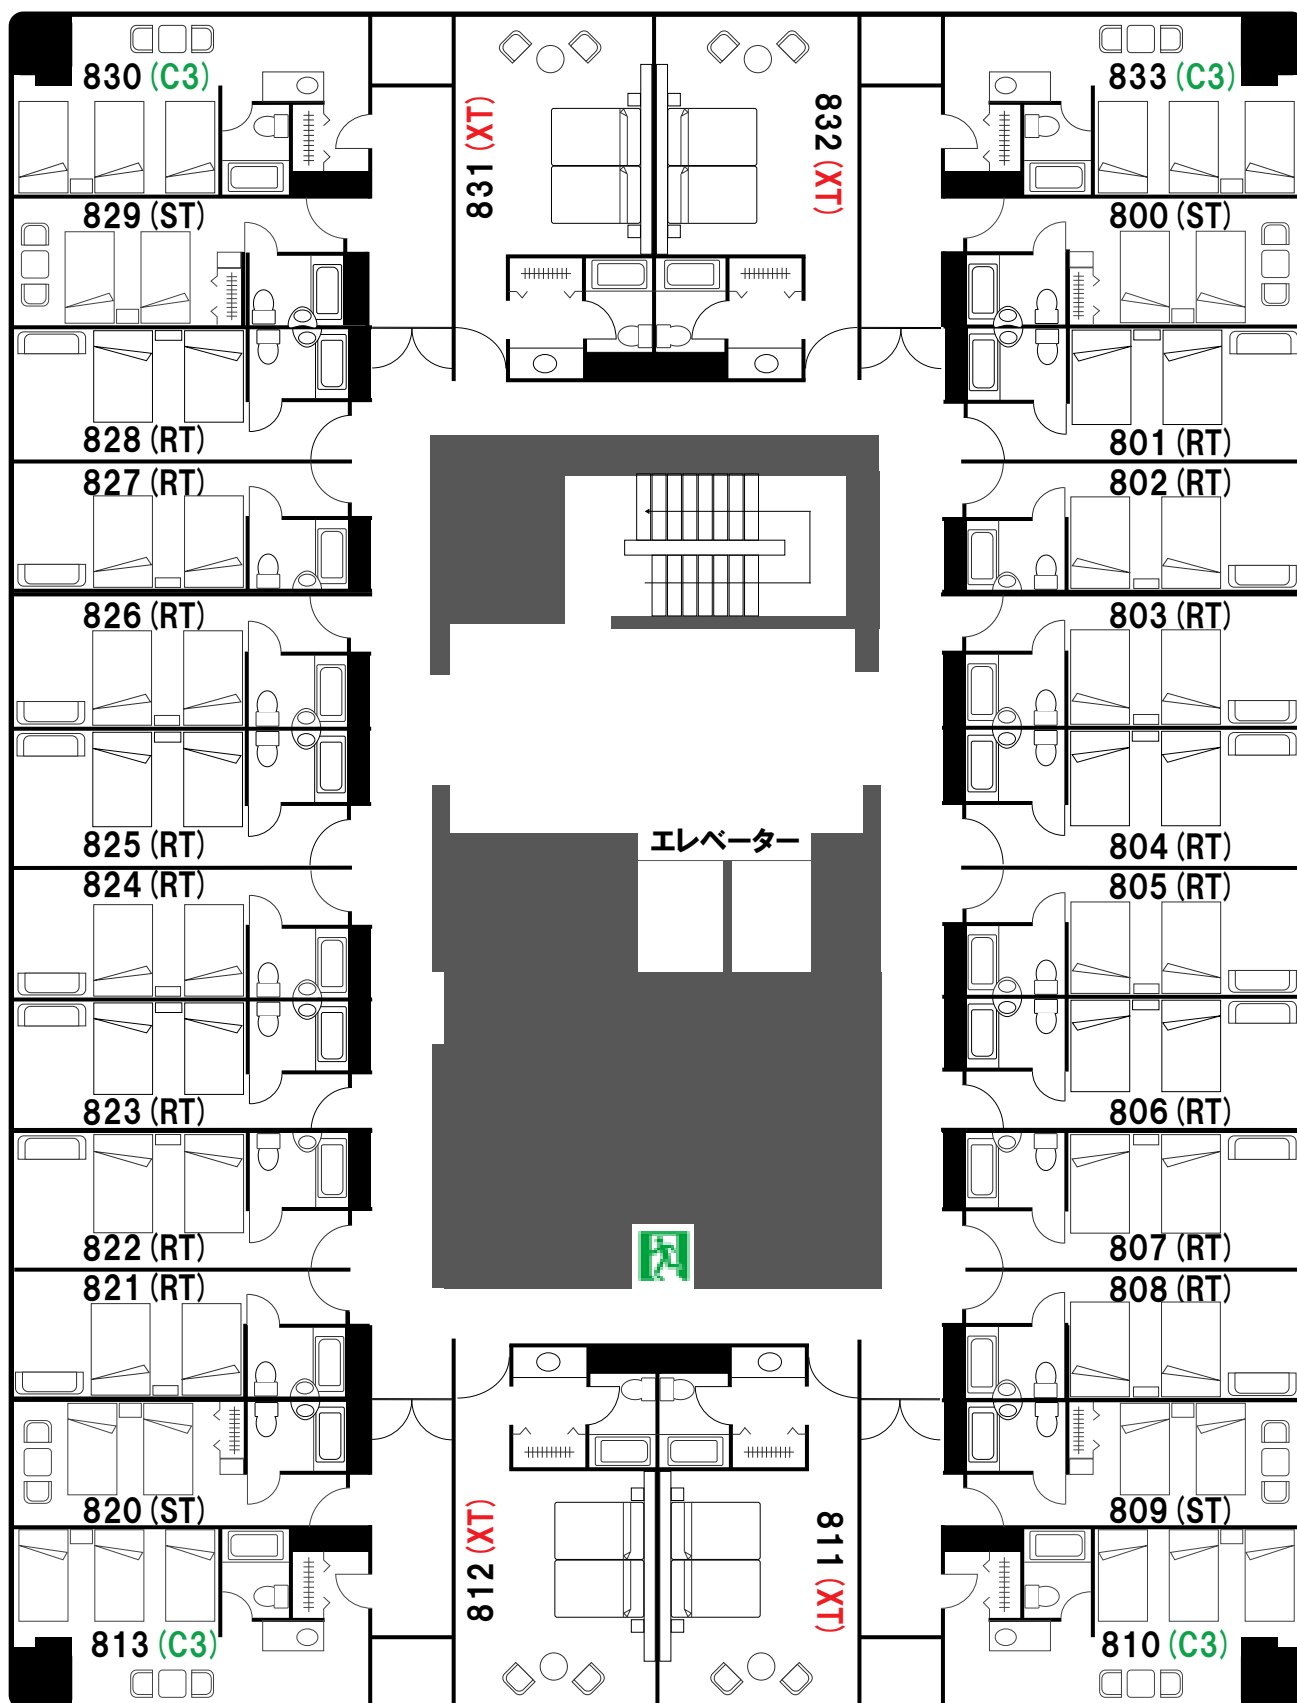 830 (C3)
831 (XT)
832 (XT)
833 (C3)
829 (ST)
800 (ST)
828 (RT)
801 (RT)
827 (RT)
802 (RT)
826 (RT)
803 (RT)
エレベーター
825 (RT)
804 (RT)
824 (RT)
805 (RT)
823 (RT)
806 (RT)
822 (RT)
807 (RT)
821 (RT)
808 (RT)
820 (ST)
809 (ST)
812 (XT)
811 (XT)
813 (C3)
810 (C3)